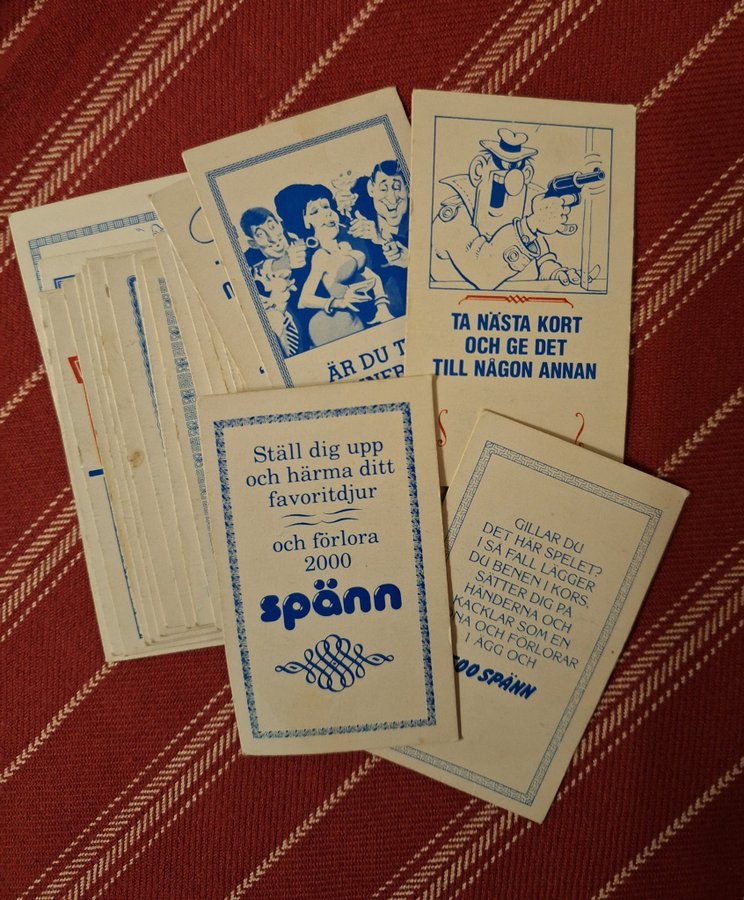 ÄR DU
TA NÄSTA KORT
OCH GE DET
TILL NÅGON ANNAN
Ställ dig upp
och härma ditt
favoritdjur
och förlora
2000
spänn
GILLAR DU
DET HÄR SPELET?
I SÅ FALL LÄGGER
DU BENEN I KORS,
SÄTTER DIG PÅ
HÄNDERNA OCH
KACKLAR SOM EN
OCH FÖRLORAR
1 ÄGG OCH
SPÄNN